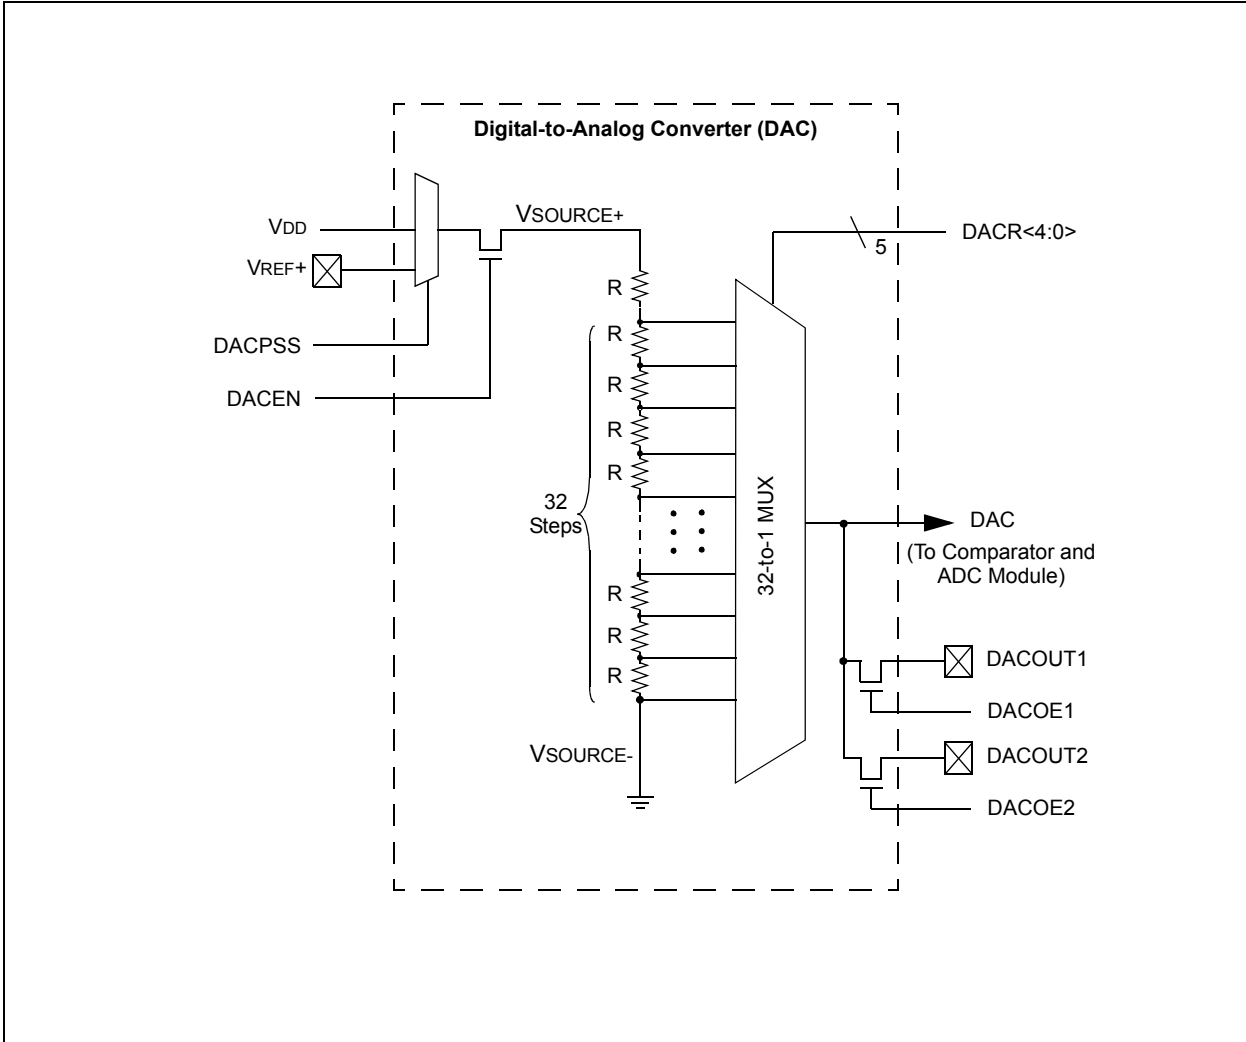 Digital-to-Analog Converter (DAC)
VSOURCE+
VDD
DACR<4:0>
5
VREF+
R
R
DACPSS
R
DACEN
R
R
32
Steps
32-to-1 MUX
DAC
(To Comparator and
ADC Module)
R
R
R
DACOUT1
DACOE1
VSOURCE-
DACOUT2
DACOE2